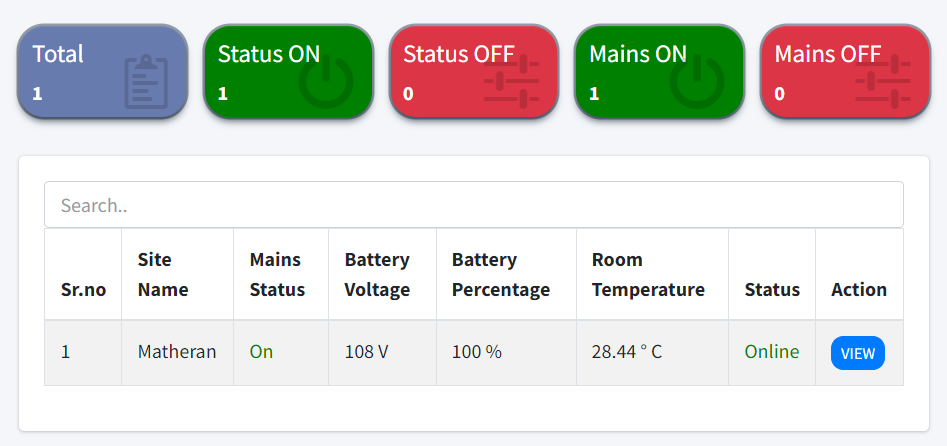 Total
1
Status ON
1
Status OFF
0
Mains ON
1
Mains OFF
0
Search..
Sr.no
Site
Name
Mains
Status
Battery
Voltage
Battery
Percentage
Room
Temperature
Status
Action
1 Matheran On 108 V 100 % 28.44 ° C Online VIEW